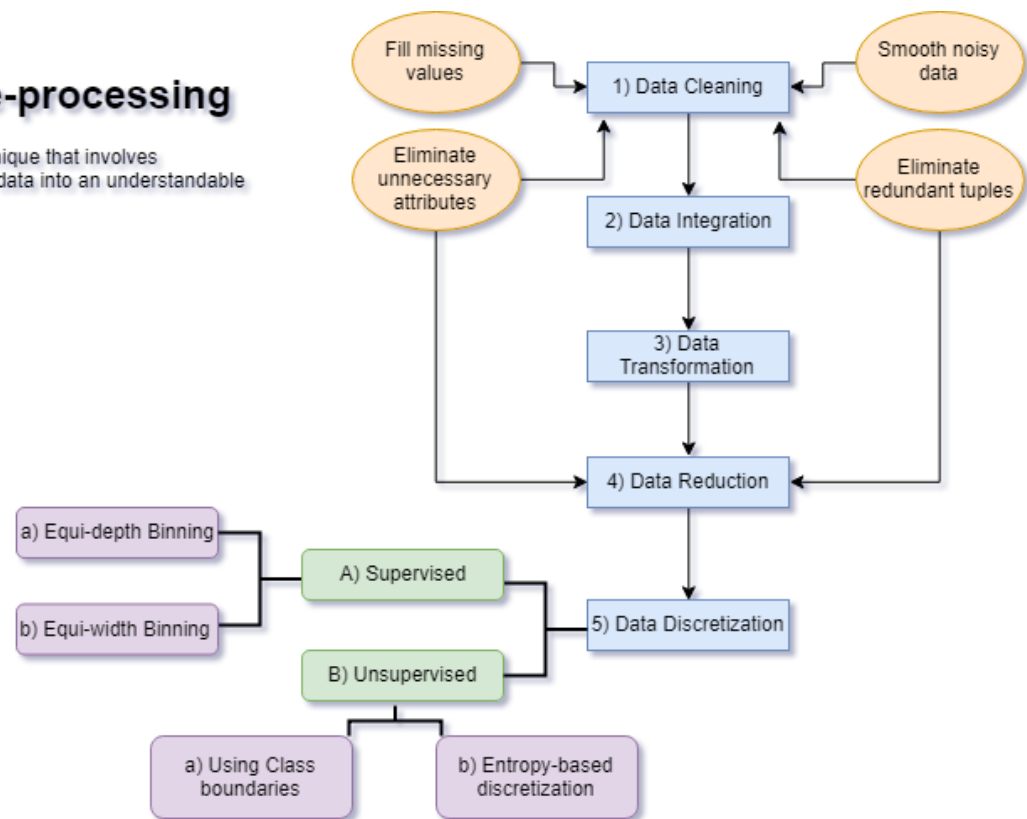 e-processing
nique that involves
data into an understandable
Fill missing
values
Smooth noisy
data
1) Data Cleaning
Eliminate
unnecessary
attributes
Eliminate
redundant tuples
2) Data Integration
3) Data
Transformation
4) Data Reduction
a) Equi-depth Binning
A) Supervised
b) Equi-width Binning
5) Data Discretization
B) Unsupervised
a) Using Class
boundaries
b) Entropy-based
discretization